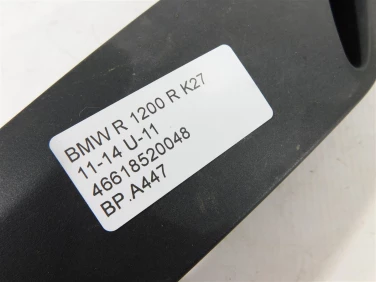 BMW R 1200 R K27
11-14 U-11
46618520048
BP.A447